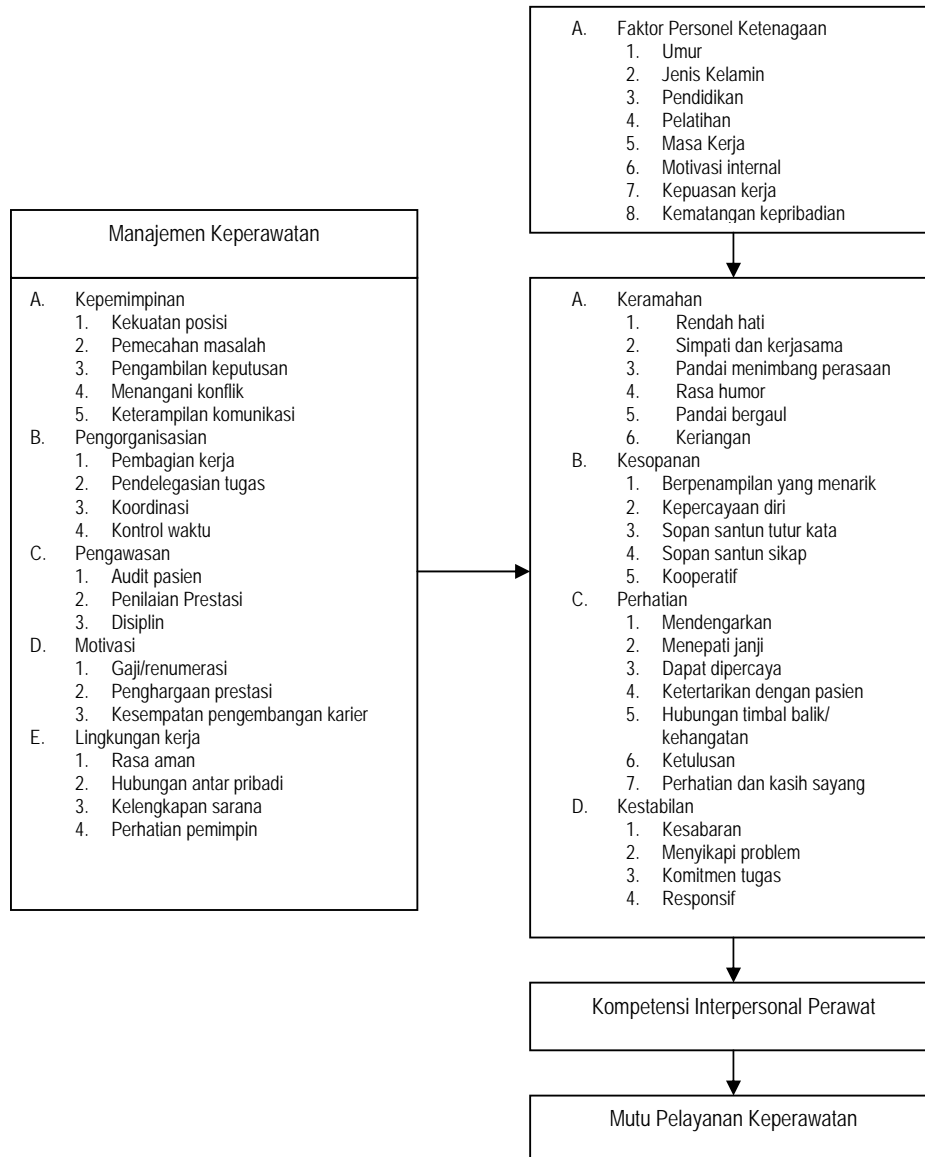 A. Faktor Personel Ketenagaan
1. Umur
2. Jenis Kelamin
3. Pendidikan
4. Pelatihan
5. Masa Kerja
6. Motivasi internal
7. Kepuasan kerja
8. Kematangan kepribadian
Manajemen Keperawatan
A. Kepemimpinan
1. Kekuatan posisi
2. Pemecahan masalah
3. Pengambilan keputusan
4. Menangani konflik
5. Keterampilan komunikasi
B. Pengorganisasian
1. Pembagian kerja
2. Pendelegasian tugas
3. Koordinasi
4. Kontrol waktu
C. Pengawasan
1. Audit pasien
2. Penilaian Prestasi
3. Disiplin
D. Motivasi
1. Gaji/renumerasi
2. Penghargaan prestasi
3. Kesempatan pengembangan karier
E. Lingkungan kerja
1. Rasa aman
2. Hubungan antar pribadi
3. Kelengkapan sarana
4. Perhatian pemimpin
A. Keramahan
1. Rendah hati
2. Simpati dan kerjasama
3. Pandai menimbang perasaan
4. Rasa humor
5. Pandai bergaul
6. Keriangan
B. Kesopanan
1. Berpenampilan yang menarik
2. Kepercayaan diri
3. Sopan santun tutur kata
4. Sopan santun sikap
5. Kooperatif
C. Perhatian
1. Mendengarkan
2. Menepati janji
3. Dapat dipercaya
4. Ketertarikan dengan pasien
5. Hubungan timbal balik/
kehangatan
6. Ketulusan
7. Perhatian dan kasih sayang
D. Kestabilan
1. Kesabaran
2. Menyikapi problem
3. Komitmen tugas
4. Responsif
Kompetensi Interpersonal Perawat
Mutu Pelayanan Keperawatan